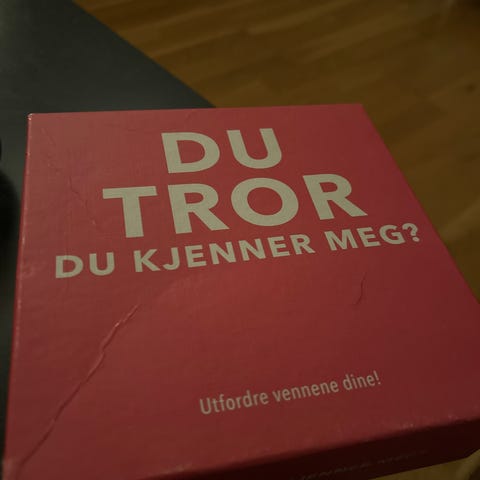 DU
TROR
DU KJENNER MEG?
Utfordre vennene dine!